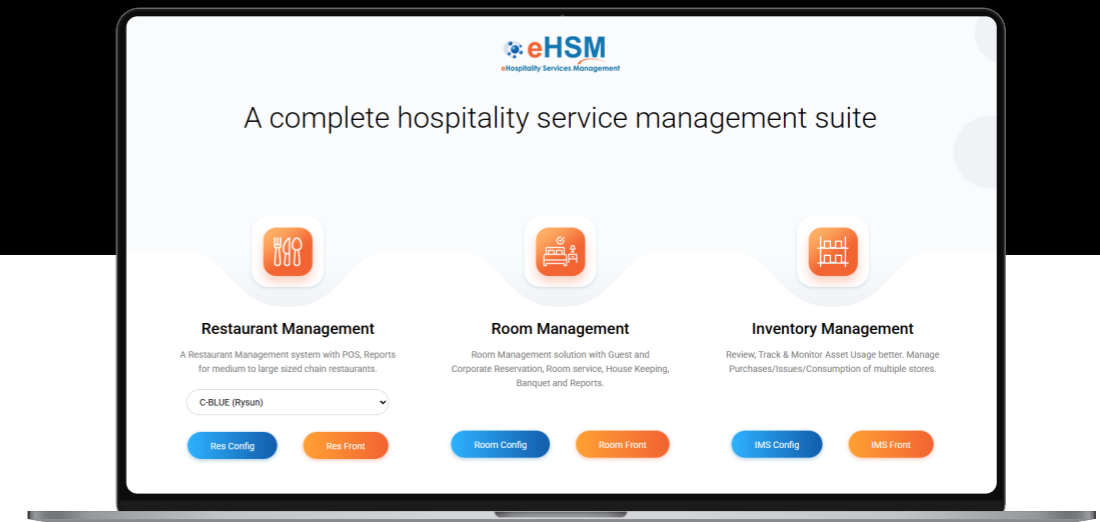 eHSM
eHospitality Services Management
A complete hospitality service management suite
Restaurant Management
A Restaurant Management system with POS, Reports
for medium to large sized chain restaurants.
C-BLUE (Rysun)
Res Config
Res Front
Room Management
Room Management solution with Guest and
Corporate Reservation, Room service, House Keeping,
Banquet and Reports.
Room Config
Room Front
Inventory Management
Review, Track & Monitor Asset Usage better. Manage
Purchases/Issues/Consumption of multiple stores.
IMS Config
IMS Front